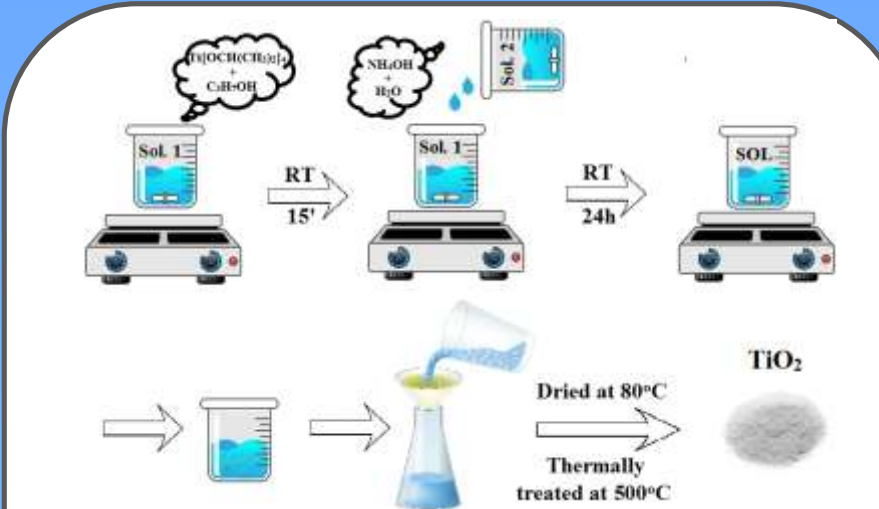 Ti[OCH(CH₃)₂]₄
+
C₃H₇OH
NH₄OH
+
H₂O
Sol. 2
Sol. 1
RT
15'
Sol. 1
RT
24h
SOL
TiO₂
Dried at 80°C
Thermally
treated at 500°C